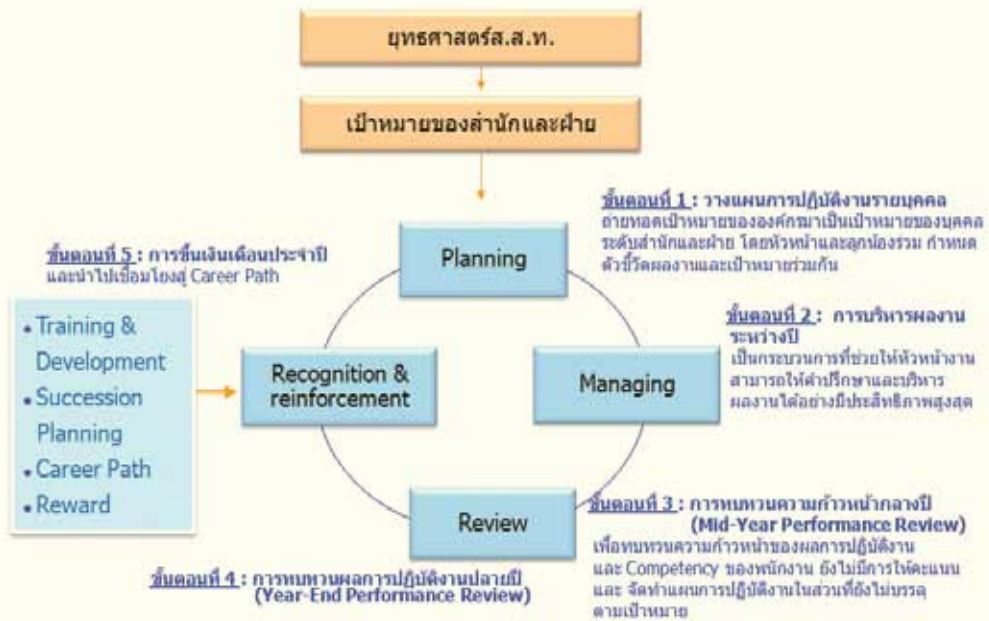 ยุทธศาสตร์ส.ส.ท.
เป้าหมายของสำนักและฝ่าย
ขั้นตอนที่ 1 : วางแผนการปฏิบัติงานรายบุคคล
ถ่ายทอดเป้าหมายขององค์กรมาเป็นเป้าหมายของบุคคล
ระดับสำนักและฝ่าย โดยหัวหน้าและลูกน้องร่วม กำหนด
ตัวชี้วัดผลงานและเป้าหมายร่วมกัน
Planning
ขั้นตอนที่ 2 : การบริหารผลงาน
ระหว่างปี
เป็นกระบวนการที่ช่วยให้หัวหน้างาน
สามารถให้คำปรึกษาและบริหาร
ผลงานได้อย่างมีประสิทธิภาพสูงสุด
Managing
ขั้นตอนที่ 3 : การทบทวนความก้าวหน้ากลางปี
(Mid-Year Performance Review)
เพื่อทบทวนความก้าวหน้าของผลการปฏิบัติงาน
และ Competency ของพนักงาน ยังไม่มีการให้คะแนน
และ จัดทำแผนการปฏิบัติงานในส่วนที่ยังไม่บรรลุ
ตามเป้าหมาย
Review
ขั้นตอนที่ 4 : การทบทวนผลการปฏิบัติงานปลายปี
(Year-End Performance Review)
ขั้นตอนที่ 5 : การขึ้นเงินเดือนประจำปี
และนำไปเชื่อมโยงสู่ Career Path
Recognition &
reinforcement
• Training &
Development
• Succession
Planning
• Career Path
• Reward